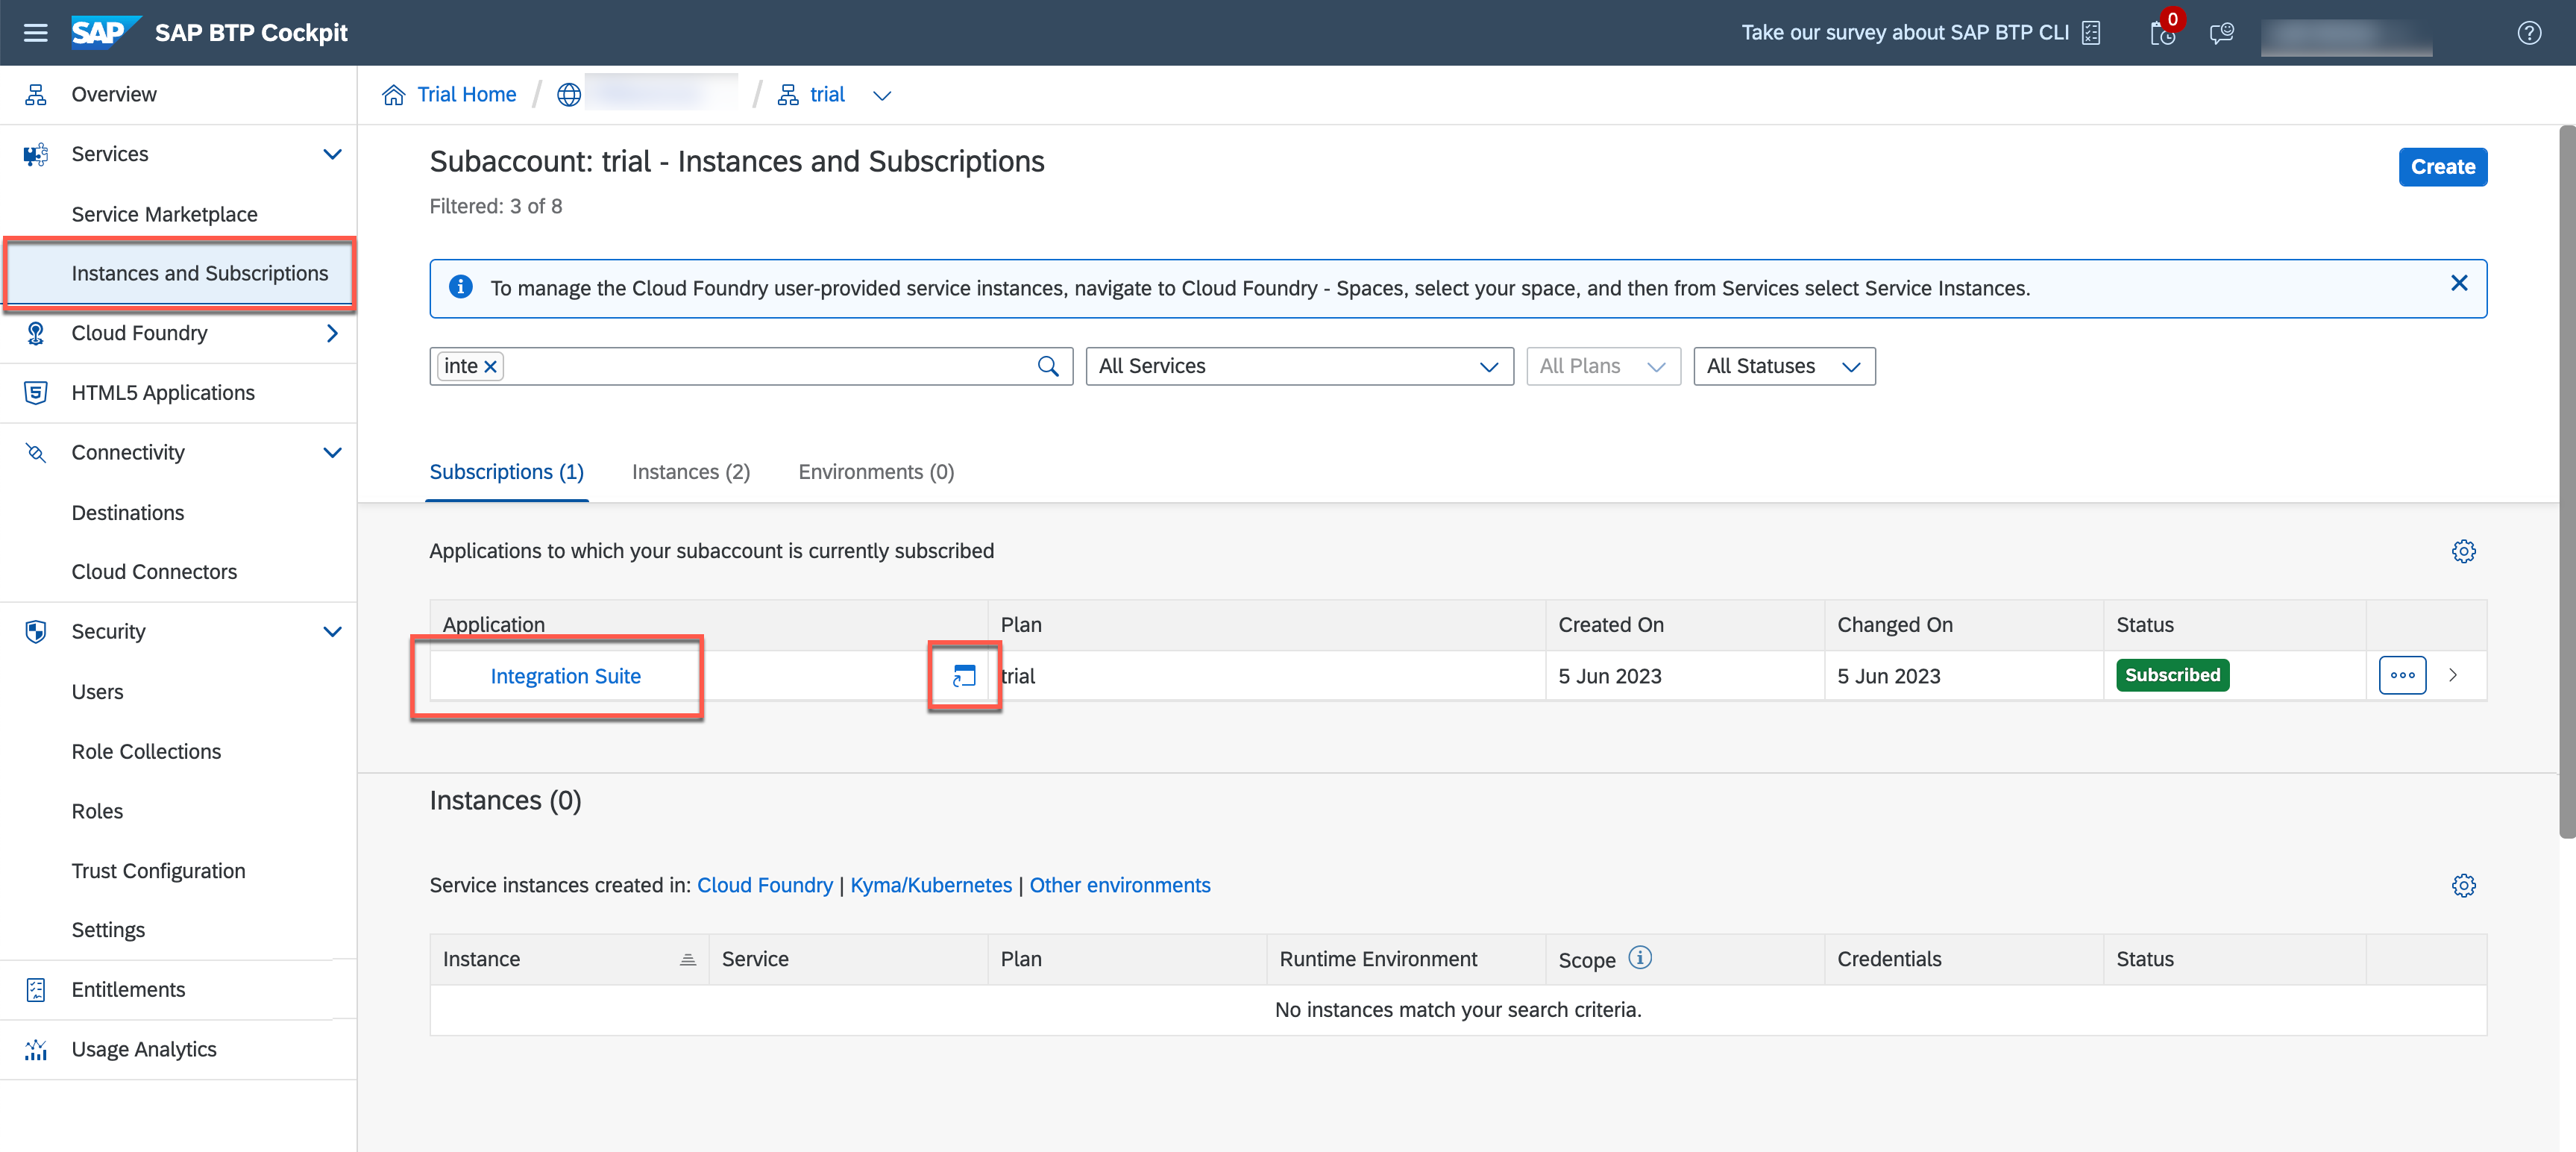 SAP SAP BTP Cockpit
Take our survey about SAP BTP CLI
0
Overview
Services
Service Marketplace
Instances and Subscriptions
Cloud Foundry
HTML5 Applications
Connectivity
Destinations
Cloud Connectors
Security
Users
Role Collections
Roles
Trust Configuration
Settings
Entitlements
Usage Analytics
Trial Home / / trial
Subaccount: trial - Instances and Subscriptions
Create
Filtered: 3 of 8
To manage the Cloud Foundry user-provided service instances, navigate to Cloud Foundry - Spaces, select your space, and then from Services select Service Instances.
inte All Services All Plans All Statuses
Subscriptions (1) Instances (2) Environments (0)
Applications to which your subaccount is currently subscribed
Application Plan Created On Changed On Status
Integration Suite trial 5 Jun 2023 5 Jun 2023 Subscribed
Instances (0)
Service instances created in: Cloud Foundry | Kyma/Kubernetes | Other environments
Instance Service Plan Runtime Environment Scope Credentials Status
No instances match your search criteria.